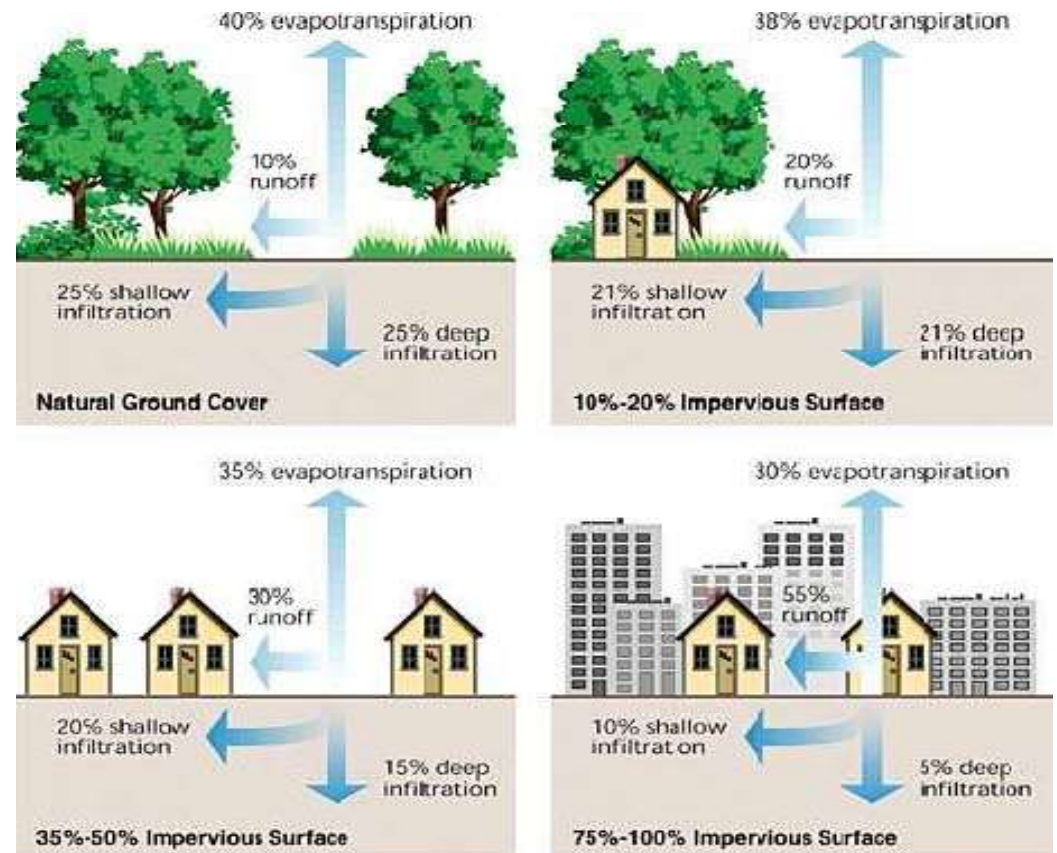 40% evapotranspiration
10%
runoff
25% shallow
infiltration
25% deep
infiltration
Natural Ground Cover
38% evapotranspiration
20%
runoff
21% shallow
infiltration
21% deep
infiltration
10%-20% Impervious Surface
35% evapotranspiration
30%
runoff
20% shallow
infiltration
15% deep
infiltration
35%-50% Impervious Surface
30% evapotranspiration
55%
runoff
10% shallow
infiltration
5% deep
infiltration
75%-100% Impervious Surface